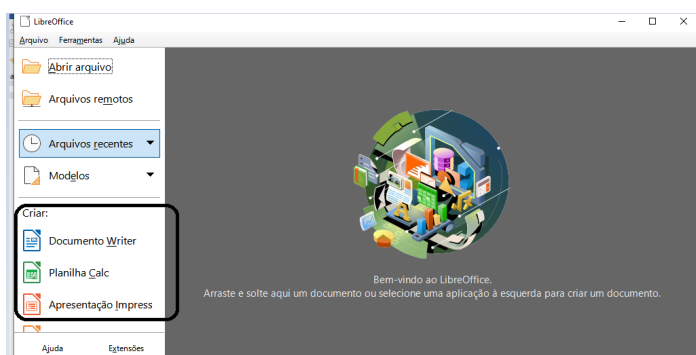 LibreOffice
Arquivo Ferramentas Ajuda
Abrir arquivo
Arquivos remotos
Arquivos recentes
Modelos
Criar:
Documento Writer
Planilha Calc
Apresentação Impress
Ajuda Extensões
Bem-vindo ao LibreOffice.
Arraste e solte aqui um documento ou selecione uma aplicação à esquerda para criar um documento.